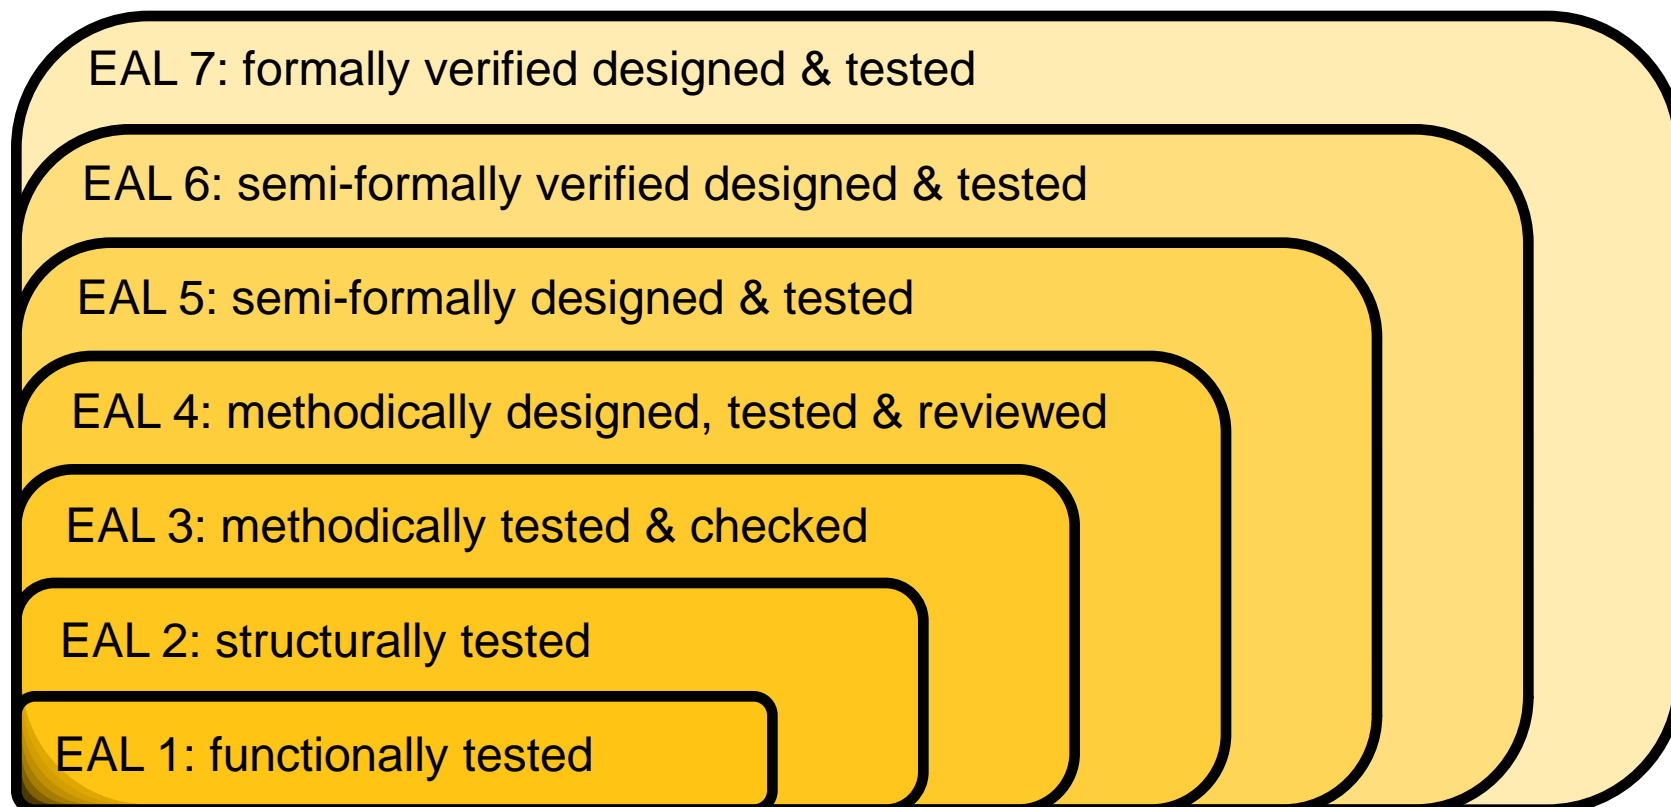 EAL 7: formally verified designed & tested
EAL 6: semi-formally verified designed & tested
EAL 5: semi-formally designed & tested
EAL 4: methodically designed, tested & reviewed
EAL 3: methodically tested & checked
EAL 2: structurally tested
EAL 1: functionally tested